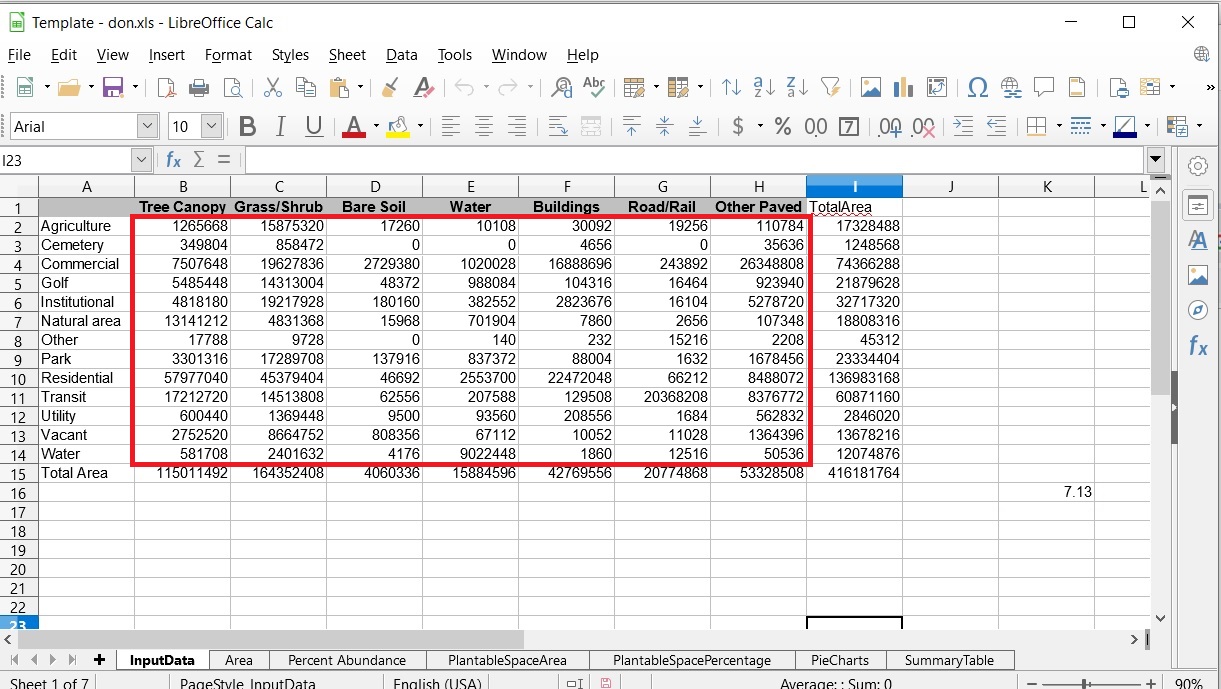 Template - don.xls - LibreOffice Calc
File Edit View Insert Format Styles Sheet Data Tools Window Help
Arial 10
I23
A B C D E F G H I J K L
1 Tree Canopy Grass/Shrub Bare Soil Water Buildings Road/Rail Other Paved TotalArea
2 Agriculture 1265668 15875320 17260 10108 30092 19256 110784 17328488
3 Cemetery 349804 858472 0 0 4656 0 35636 1248568
4 Commercial 7507648 19627836 2729380 1020028 16888696 243892 26348808 74366288
5 Golf 5485448 14313004 48372 988084 104316 16464 923940 21879628
6 Institutional 4818180 19217928 180160 382552 2823676 16104 5278720 32717320
7 Natural area 13141212 4831368 15968 701904 7860 2656 107348 18808316
8 Other 17788 9728 0 140 232 15216 2208 45312
9 Park 3301316 17289708 137916 837372 88004 1632 1678456 23334404
10 Residential 57977040 45379404 46692 2553700 22472048 66212 8488072 136983168
11 Transit 17212720 14513808 62556 207588 129508 20368208 8376772 60871160
12 Utility 600440 1369448 9500 93560 208556 1684 562832 2846020
13 Vacant 2752520 8664752 808356 67112 10052 11028 1364396 13678216
14 Water 581708 2401632 4176 9022448 1860 12516 50536 12074876
15 Total Area 115011492 164352408 4060336 15884596 42769556 20774868 53328508 416181764
16 7.13
17
18
19
20
21
22
23
InputData Area Percent Abundance PlantableSpaceArea PlantableSpacePercentage PieCharts SummaryTable
Sheet 1 of 7 PageStyle_InputData English (USA) Average: ; Sum: 0 90%